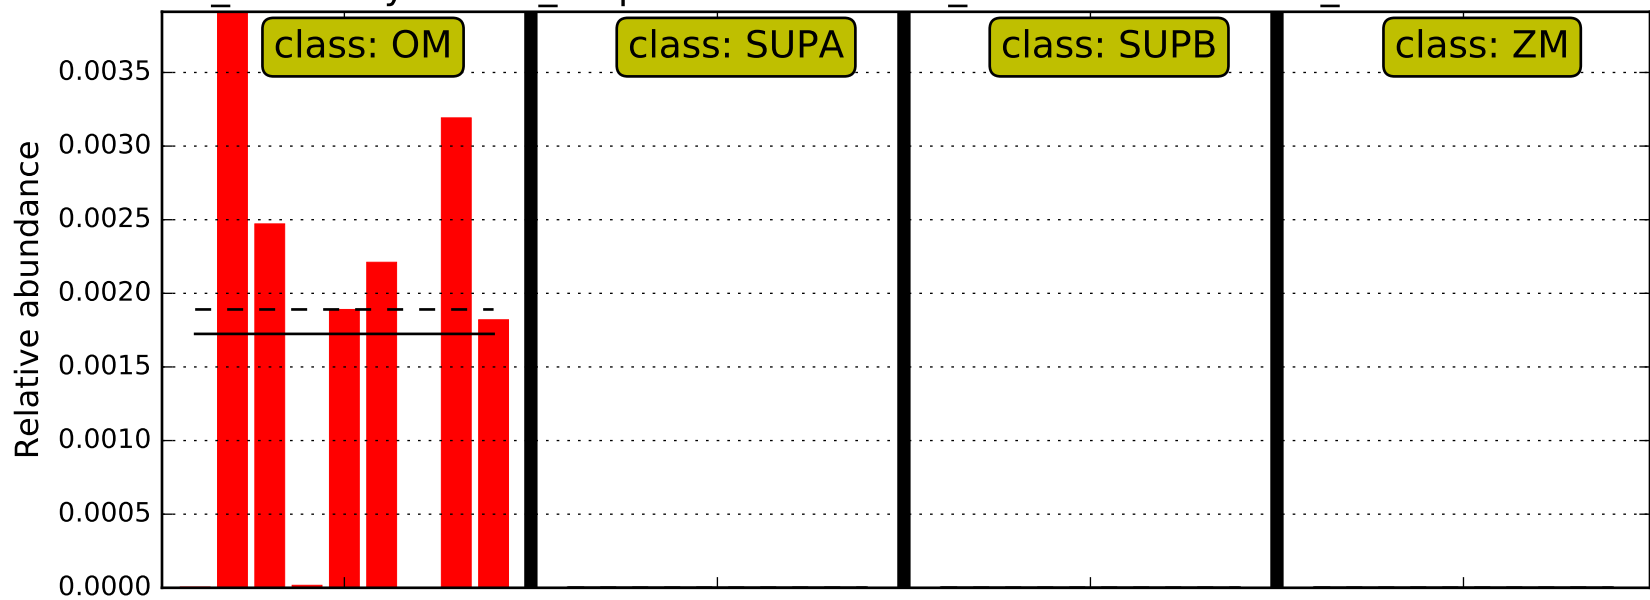 class: OM
class: SUPA
class: SUPB
class: ZM
0.0035
0.0030
0.0025
0.0020
0.0015
0.0010
0.0005
0.0000
Relative abundance